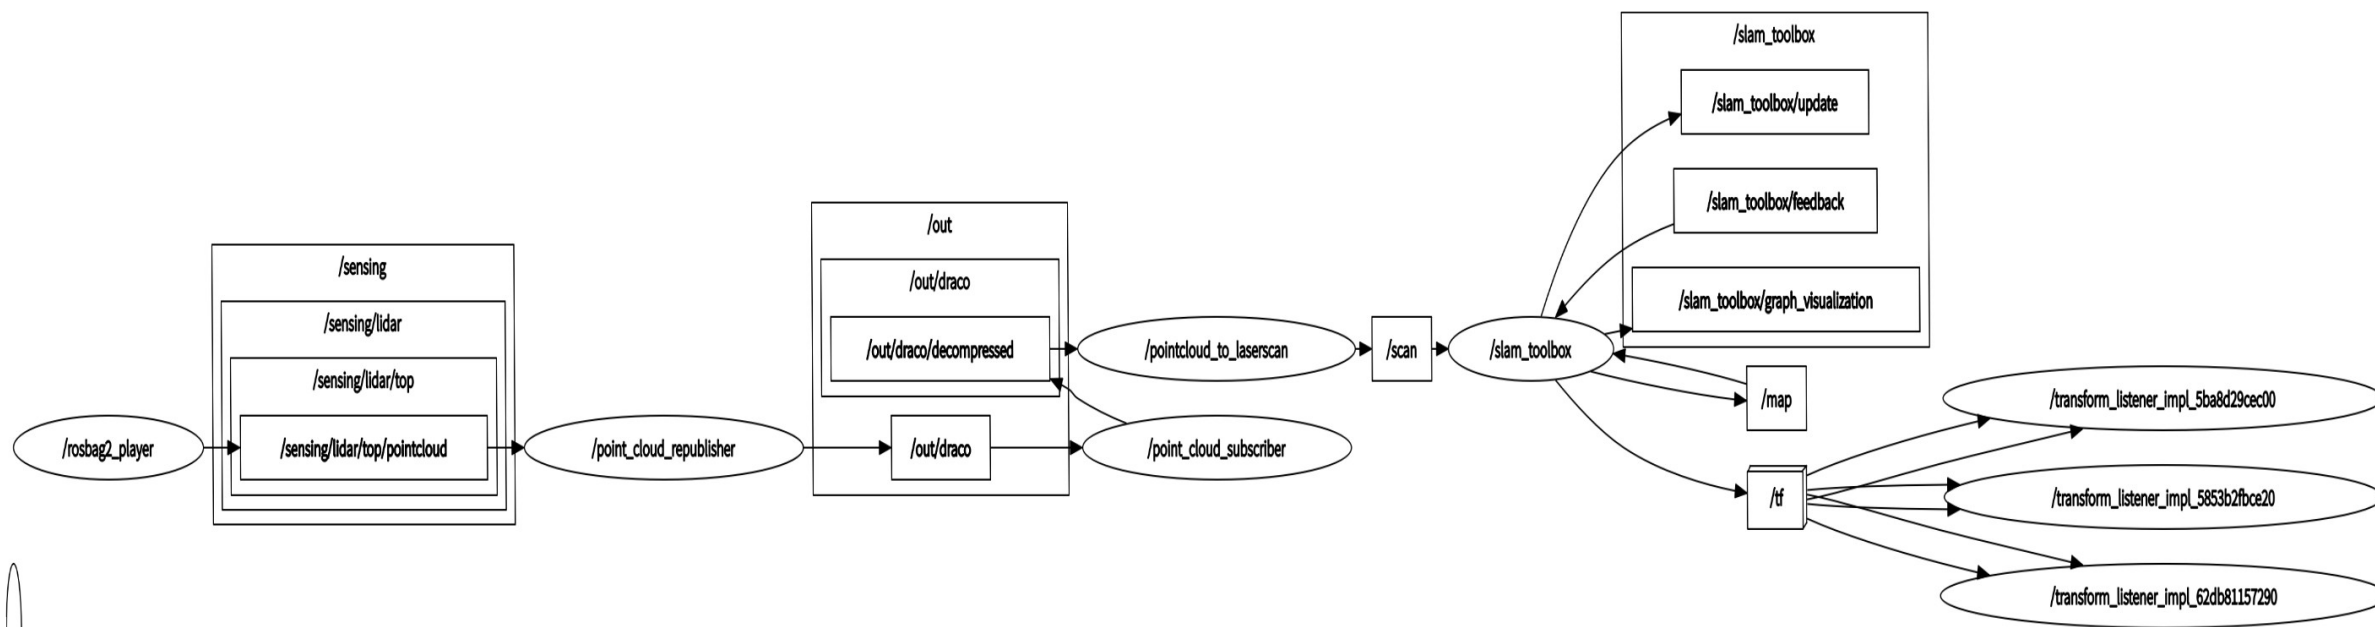 /rosbag2_player
/sensing
/sensing/lidar
/sensing/lidar/top
/sensing/lidar/top/pointcloud
/point_cloud_republisher
/out
/out/draco
/out/draco/decompressed
/out/draco
/pointcloud_to_laserscan
/point_cloud_subscriber
/scan
/slam_toolbox
/slam_toolbox
/slam_toolbox/update
/slam_toolbox/feedback
/slam_toolbox/graph_visualization
/map
/tf
/transform_listener_impl_5ba8d29cec00
/transform_listener_impl_5853b2fbce20
/transform_listener_impl_62db81157290